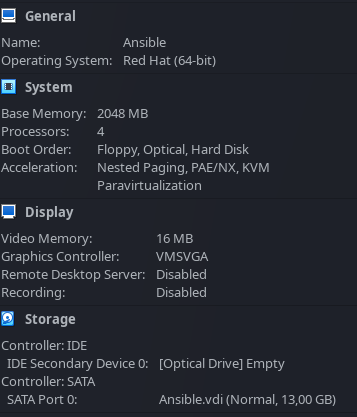 General
Name: Ansible
Operating System: Red Hat (64-bit)
System
Base Memory: 2048 MB
Processors: 4
Boot Order: Floppy, Optical, Hard Disk
Acceleration: Nested Paging, PAE/NX, KVM
Paravirtualization
Display
Video Memory: 16 MB
Graphics Controller: VMSVGA
Remote Desktop Server: Disabled
Recording: Disabled
Storage
Controller: IDE
IDE Secondary Device 0: [Optical Drive] Empty
Controller: SATA
SATA Port 0: Ansible.vdi (Normal, 13,00 GB)